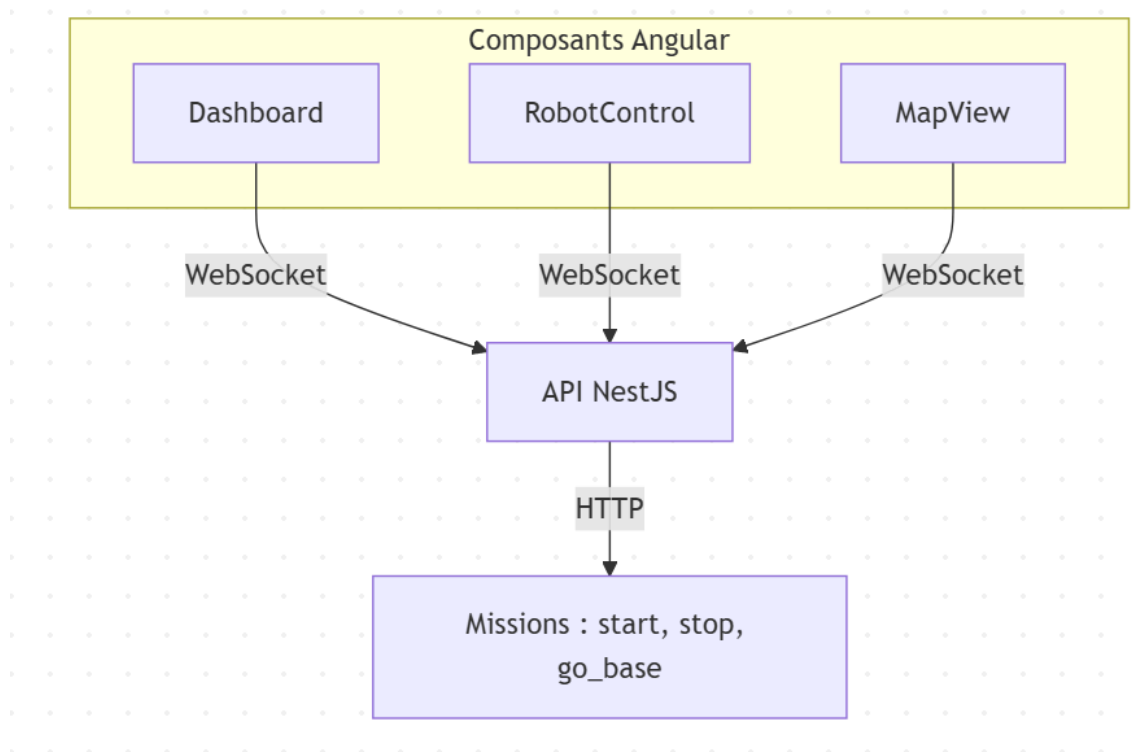 Composants Angular
Dashboard
RobotControl
MapView
WebSocket
WebSocket
WebSocket
API NestJS
HTTP
Missions : start, stop,
go_base